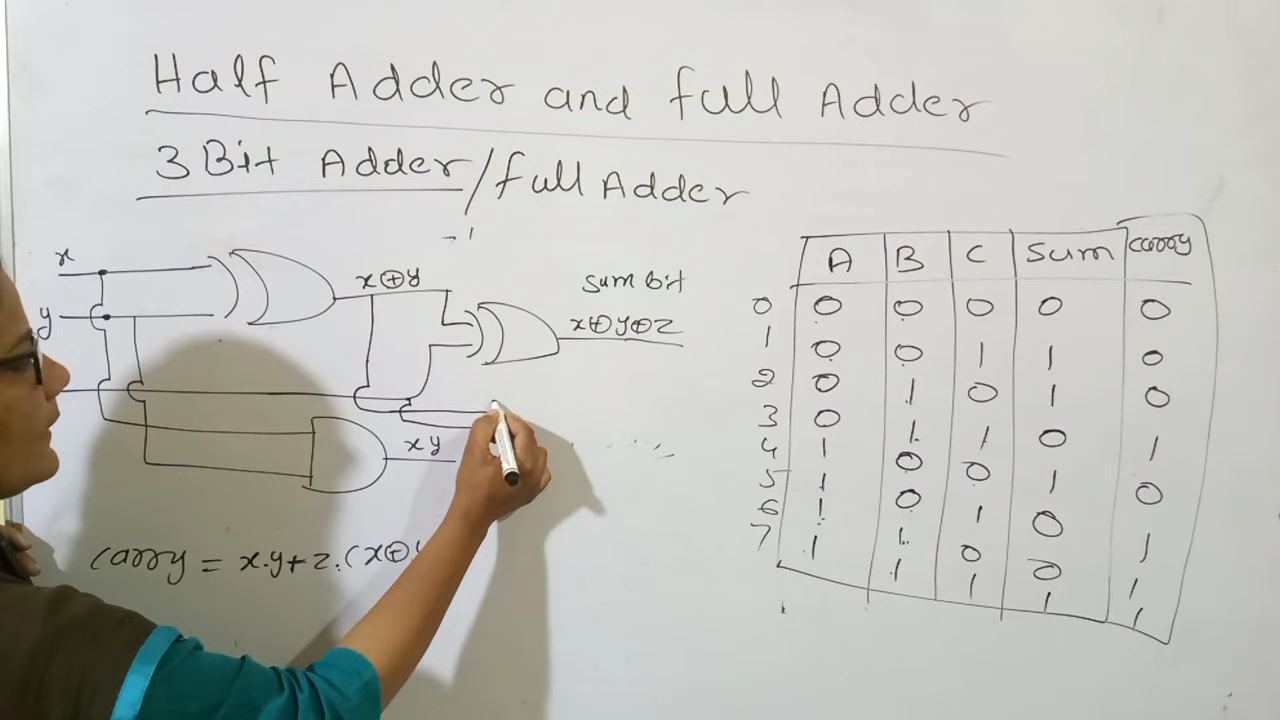 Half Adder and full Adder
3 Bit Adder/full Adder
x
y
x⊕y
sum bit
x⊕y⊕z
xy
carry = x.y+z.(x⊕
A B C Sum carry
0 0 0 0 0 0
1 0 0 1 1 0
2 0 1 0 1 0
3 0 1 1 0 1
4 1 0 0 1 0
5 1 0 1 0 1
6 1 1 0 0 1
7 1 1 1 1 1